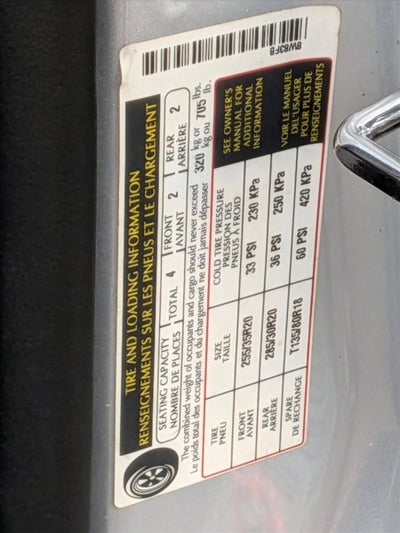 8W83FB
TIRE AND LOADING INFORMATION
RENSEIGNEMENTS SUR LES PNEUS ET LE CHARGEMENT
SEATING CAPACITY TOTAL 4 FRONT 2 REAR 2
NOMBRE DE PLACES AVANT ARRIÈRE
The combined weight of occupants and cargo should never exceed 320 kg or 705 lbs.
Le poids total des occupants et du chargement ne doit jamais dépasser kg ou lb.
TIRE SIZE COLD TIRE PRESSURE
PNEU TAILLE PRESSION DES
PNEUS À FROID
FRONT 255/35R20 33 PSI 230 KPa
AVANT
REAR 285/30R20 36 PSI 250 KPa
ARRIÈRE
SPARE T135/80R18 60 PSI 420 KPa
DE RECHANGE
SEE OWNER'S
MANUAL FOR
ADDITIONAL
INFORMATION
VOIR LE MANUEL
DE L'USAGER
POUR PLUS DE
RENSEIGNEMENTS